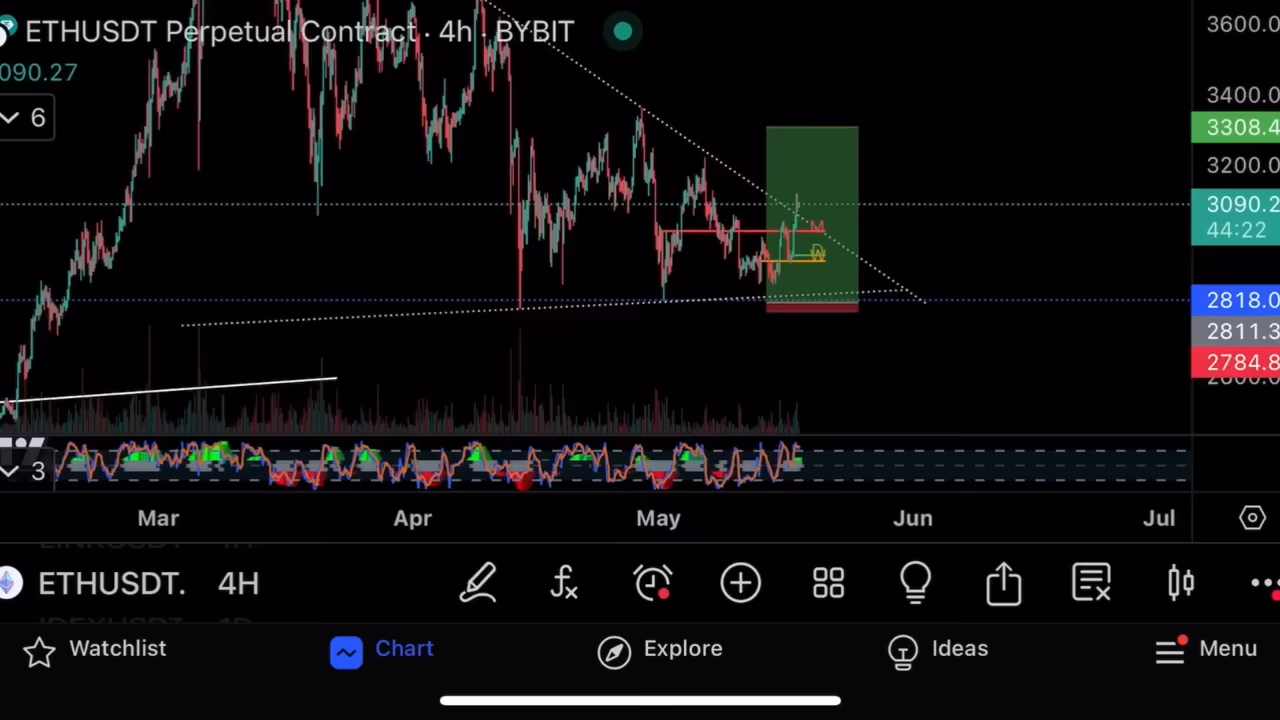 ETHUSDT Perpetual Contract · 4h · BYBIT
090.27
6
3600.0
3400.0
3308.4
3200.0
3090.2
44:22
M
D
2818.0
2811.3
2784.8
3
Mar Apr May Jun Jul
ETHUSDT. 4H
Watchlist Chart Explore Ideas Menu